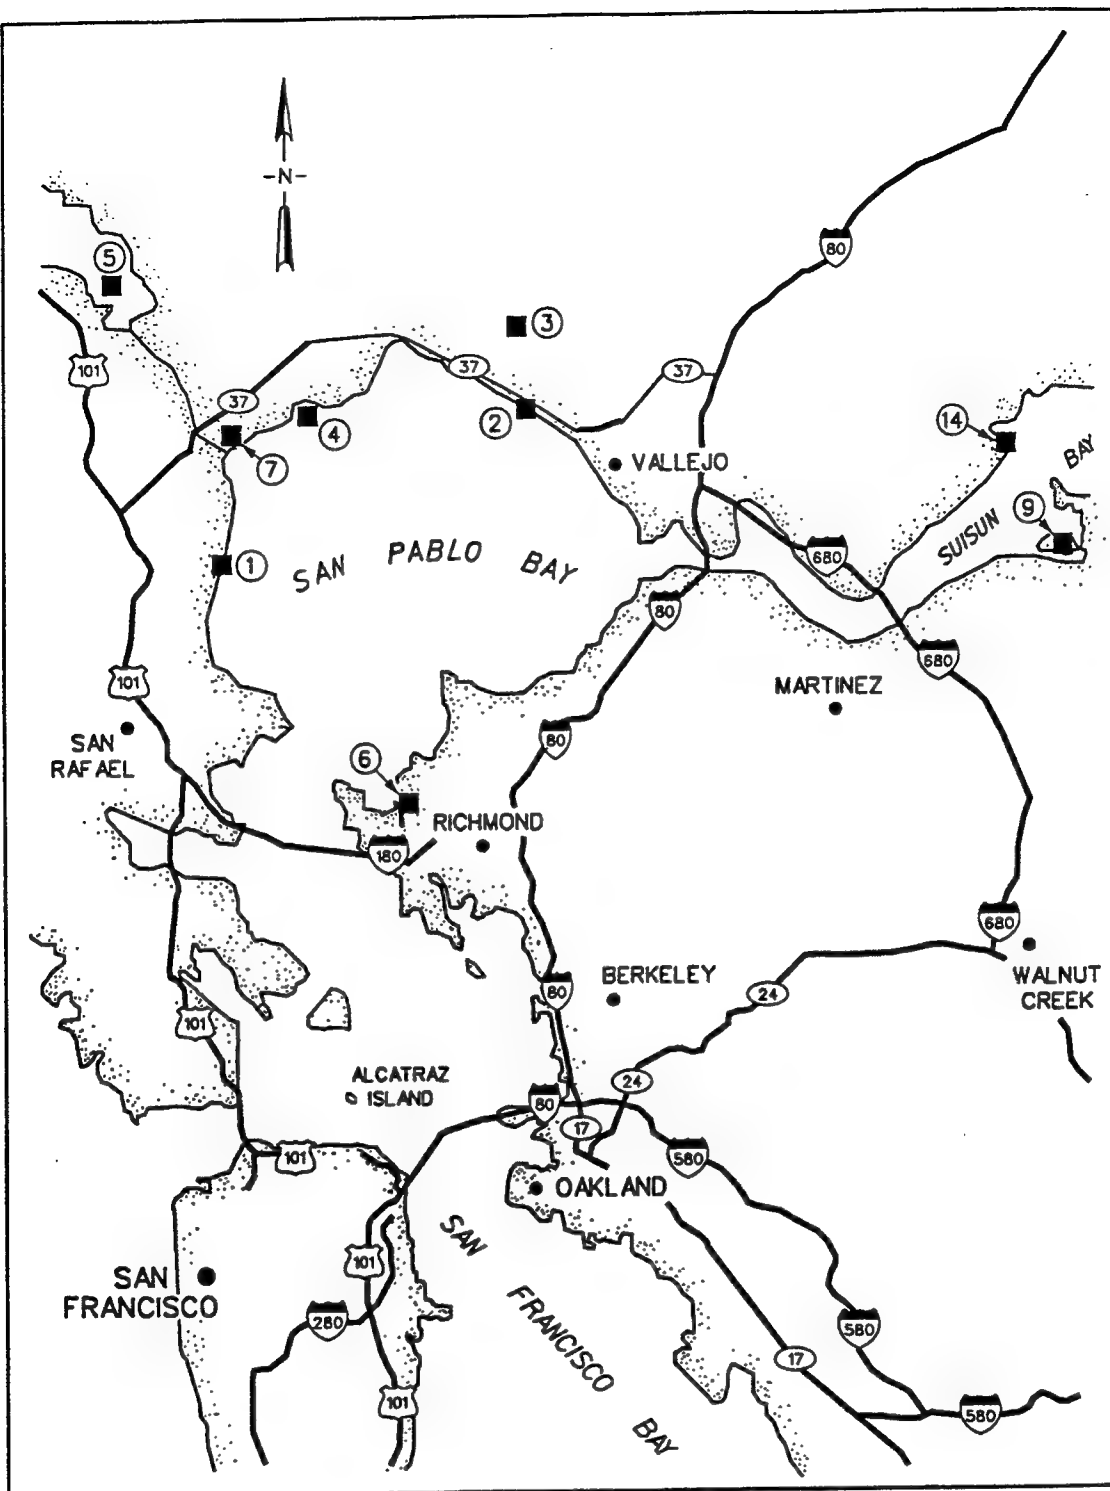 -N-
80
5
3
101
37
37
37
14
2
4
7
BAY
VALLEJO
9
SUISUN
1
SAN PABLO BAY
680
80
680
101
MARTINEZ
SAN
RAFAEL
80
6
RICHMOND
180
680
BERKELEY
WALNUT
CREEK
80
24
101
ALCATRAZ
ISLAND
24
80
17
101
580
OAKLAND
SAN FRANCISCO BAY
101
SAN
FRANCISCO
280
580
17
101
580